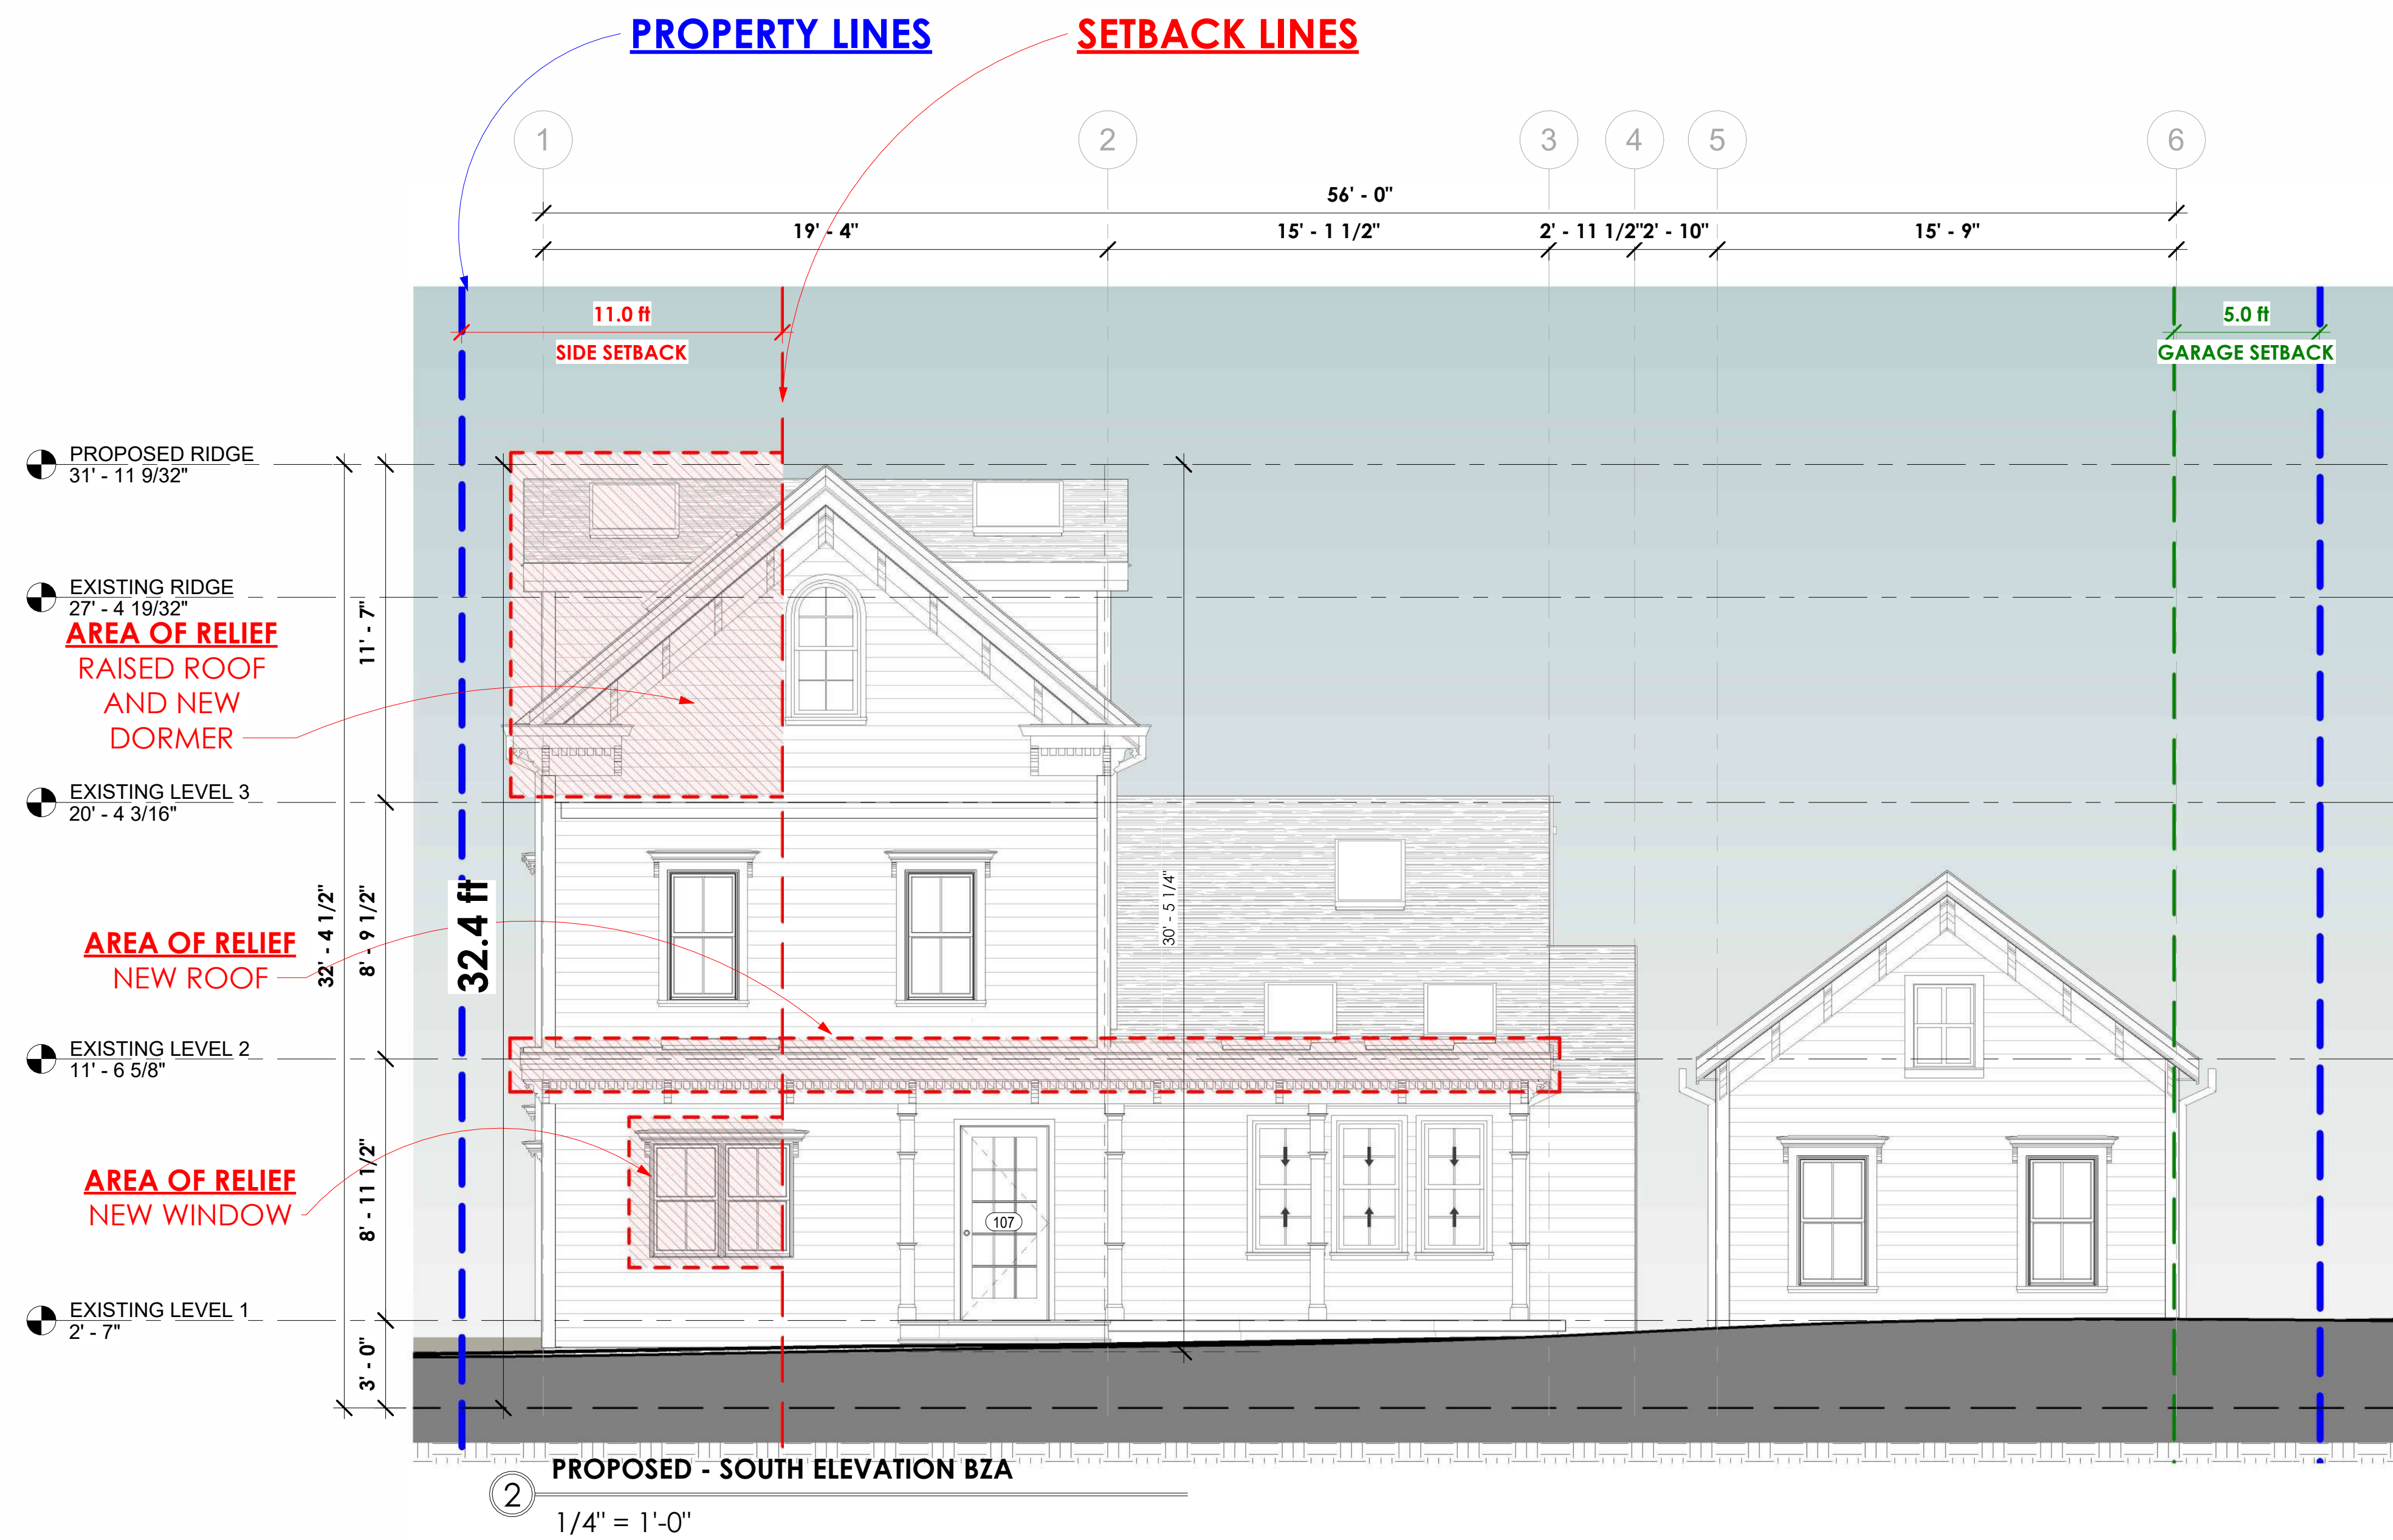 PROPERTY LINES
SETBACK LINES
1
2
3
4
5
6
56' - 0"
19' - 4"
15' - 1 1/2"
2' - 11 1/2"
2' - 10"
15' - 9"
11.0 ft
SIDE SETBACK
5.0 ft
GARAGE SETBACK
PROPOSED RIDGE
31' - 11 9/32"
EXISTING RIDGE
27' - 4 19/32"
AREA OF RELIEF
RAISED ROOF
AND NEW
DORMER
11' - 7"
EXISTING LEVEL 3
20' - 4 3/16"
32' - 4 1/2"
8' - 9 1/2"
32.4 ft
30' - 5 1/4"
AREA OF RELIEF
NEW ROOF
EXISTING LEVEL 2
11' - 6 5/8"
AREA OF RELIEF
NEW WINDOW
8' - 11 1/2"
107
EXISTING LEVEL 1
2' - 7"
3' - 0"
2
PROPOSED - SOUTH ELEVATION BZA
1/4" = 1'-0"